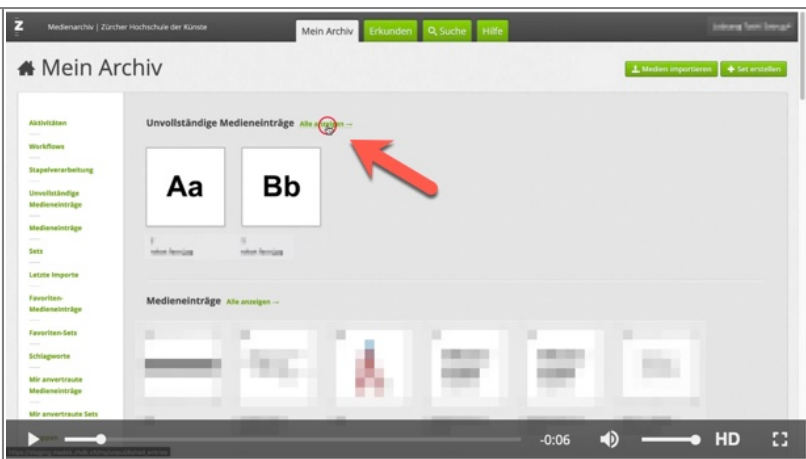 Z
Medienarchiv | Zürcher Hochschule der Künste
Mein Archiv
Erkunden
Suche
Hilfe
Mein Archiv
Medien importieren
Set erstellen
Aktivitäten
Workflows
Stapelverarbeitung
Unvollständige
Medieneinträge
Medieneinträge
Sets
Letzte Importe
Favoriten-
Medieneinträge
Favoriten-Sets
Schlagworte
Mir anvertraute
Medieneinträge
Mir anvertraute Sets
Unvollständige Medieneinträge Alle anzeigen →
Aa
Bb
Medieneinträge Alle anzeigen →
-0:06
HD